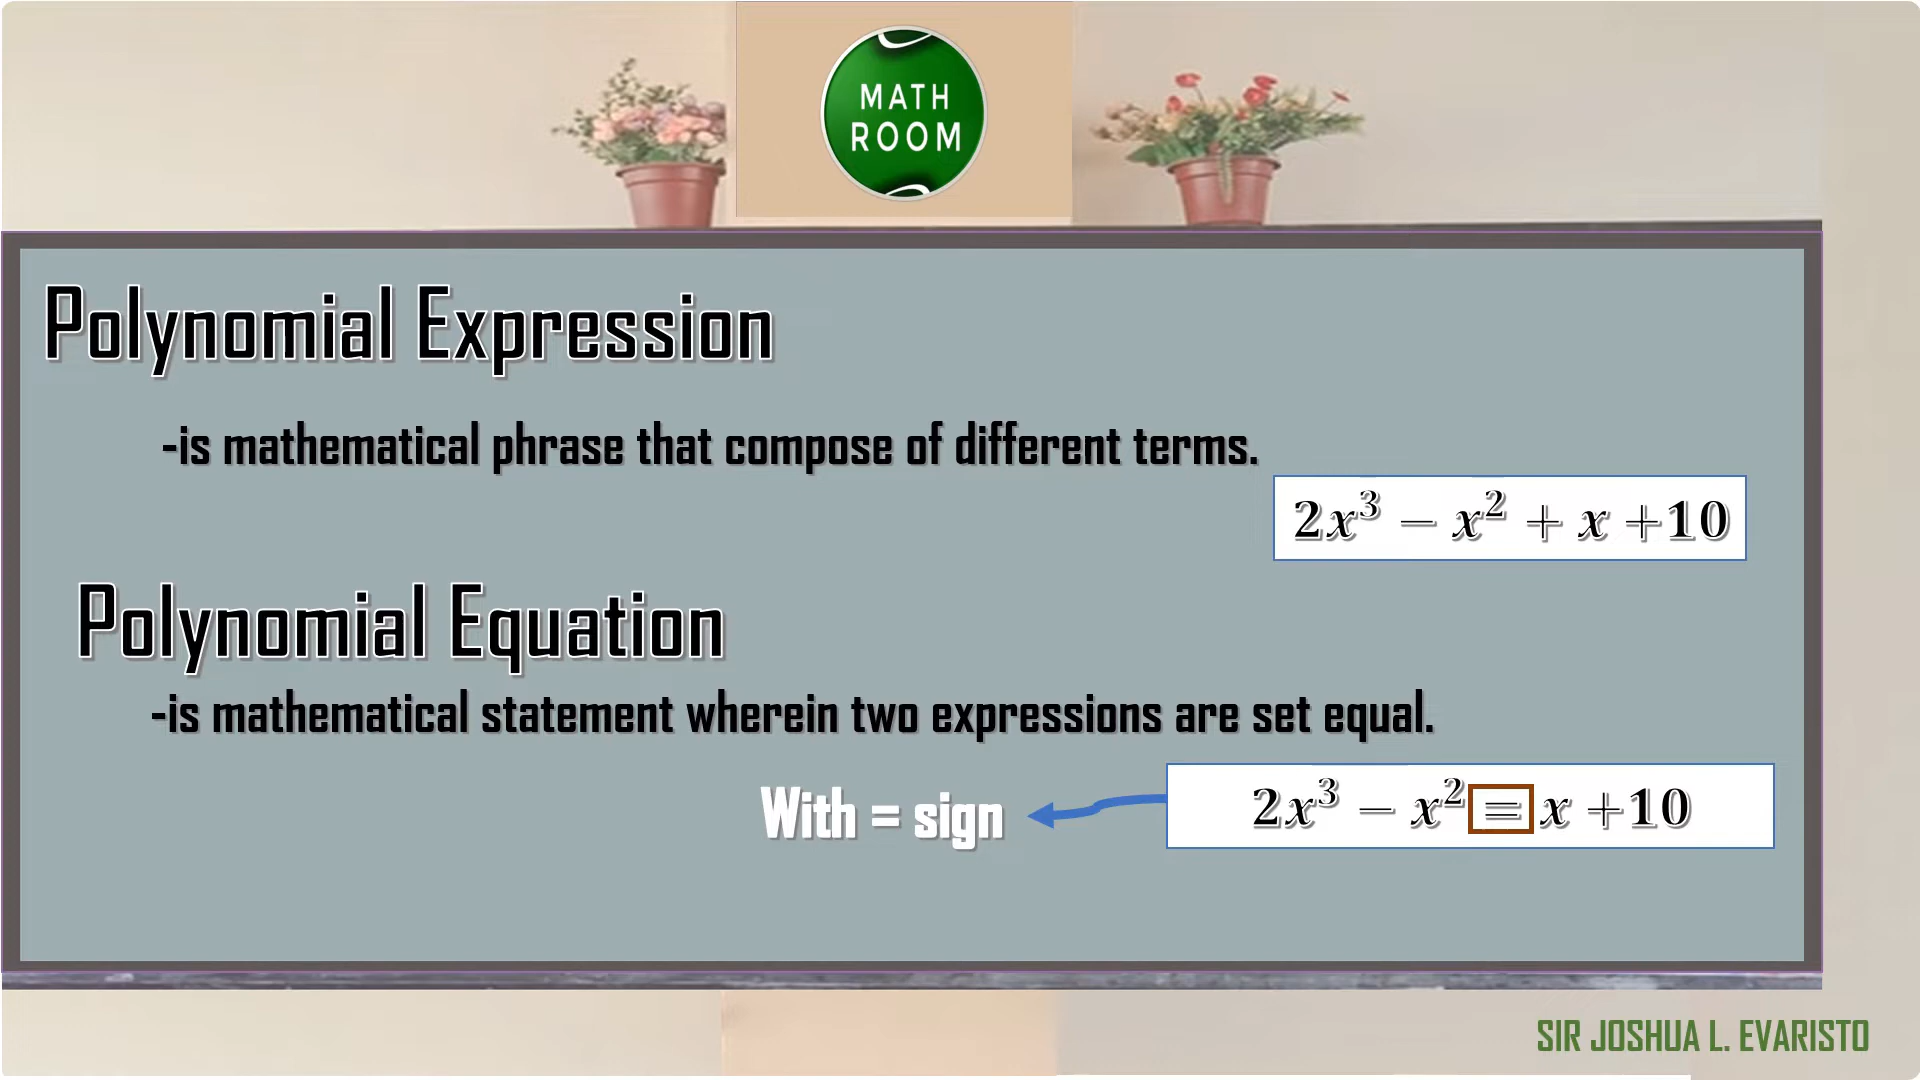 MATH
ROOM
Polynomial Expression
-is mathematical phrase that compose of different terms.
2x³ − x² + x +10
Polynomial Equation
-is mathematical statement wherein two expressions are set equal.
With = sign
2x³ − x² = x +10
SIR JOSHUA L. EVARISTO